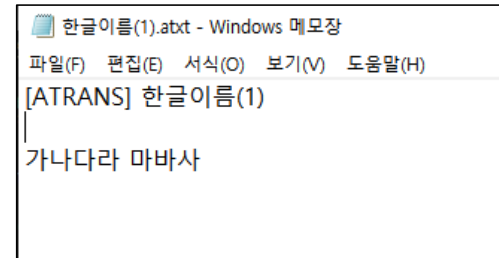 한글이름(1).atxt - Windows 메모장
파일(F) 편집(E) 서식(O) 보기(V) 도움말(H)
[ATRANS] 한글이름(1)
가나다라 마바사